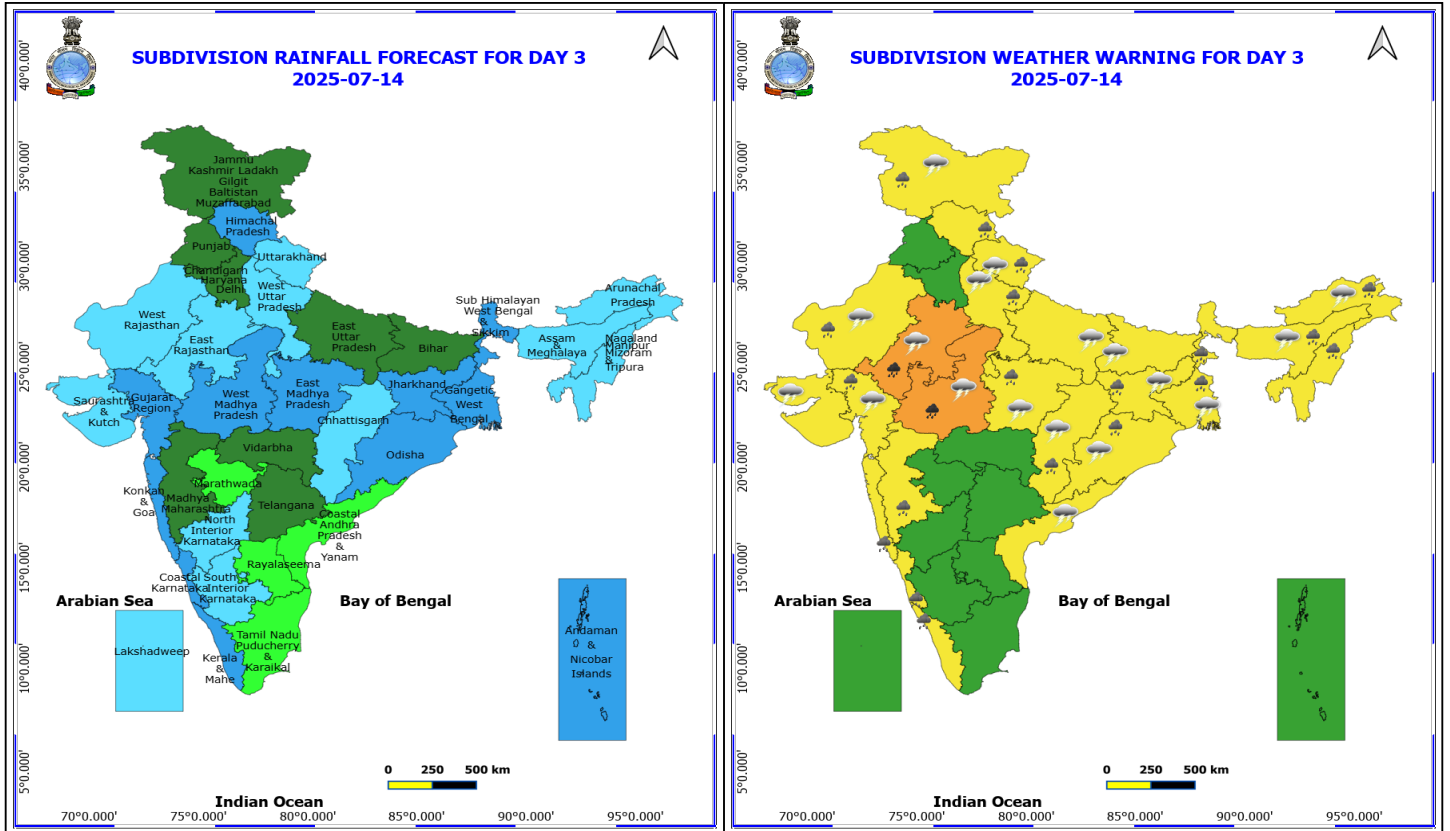 SUBDIVISION RAINFALL FORECAST FOR DAY 3
2025-07-14
40°0.000'
35°0.000'
30°0.000'
25°0.000'
20°0.000'
15°0.000'
10°0.000'
5°0.000'
Jammu
Kashmir Ladakh
Gilgit
Baltistan
Muzaffarabad
Himachal
Pradesh
Punjab
Uttarakhand
Chandigarh
Haryana
Delhi
West
Uttar
Pradesh
West
Rajasthan
East
Rajasthan
East
Uttar
Pradesh
Bihar
Sub Himalayan
West Bengal
&
Sikkim
Arunachal
Pradesh
Assam
&
Meghalaya
Nagaland
Manipur
Mizoram
&
Tripura
Saurashtra
&
Kutch
Gujarat
Region
West
Madhya
Pradesh
East
Madhya
Pradesh
Jharkhand
Gangetic
West
Bengal
Chhattisgarh
Odisha
Vidarbha
Konkan
&
Goa
Madhya
Maharashtra
Marathwada
Telangana
North
Interior
Karnataka
Coastal
Andhra
Pradesh
&
Yanam
Rayalaseema
Coastal
Karnataka
South
Interior
Karnataka
Tamil Nadu
Puducherry
&
Karaikal
Kerala
&
Mahe
Arabian Sea
Bay of Bengal
Lakshadweep
Andaman
&
Nicobar
Islands
0 250 500 km
Indian Ocean
70°0.000' 75°0.000' 80°0.000' 85°0.000' 90°0.000' 95°0.000'
SUBDIVISION WEATHER WARNING FOR DAY 3
2025-07-14
40°0.000'
35°0.000'
30°0.000'
25°0.000'
20°0.000'
15°0.000'
10°0.000'
5°0.000'
Arabian Sea
Bay of Bengal
0 250 500 km
Indian Ocean
70°0.000' 75°0.000' 80°0.000' 85°0.000' 90°0.000' 95°0.000'